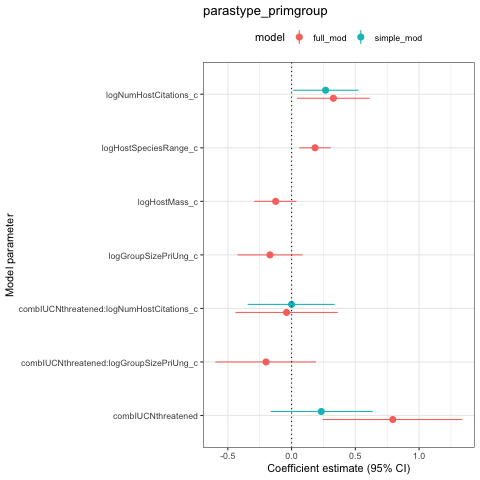 parastype_primgroup
model full_mod simple_mod
logNumHostCitations_c
logHostSpeciesRange_c
logHostMass_c
logGroupSizePriUng_c
combIUCNthreatened:logNumHostCitations_c
combIUCNthreatened:logGroupSizePriUng_c
combIUCNthreatened
Model parameter
-0.5 0.0 0.5 1.0
Coefficient estimate (95% CI)